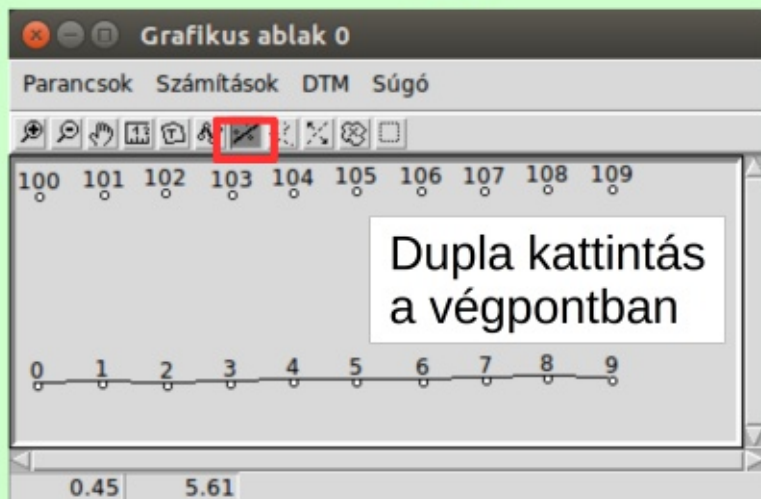 Grafikus ablak 0
Parancsok Számítások DTM Súgó
100 101 102 103 104 105 106 107 108 109
Dupla kattintás
a végpontban
0 1 2 3 4 5 6 7 8 9
0.45 5.61